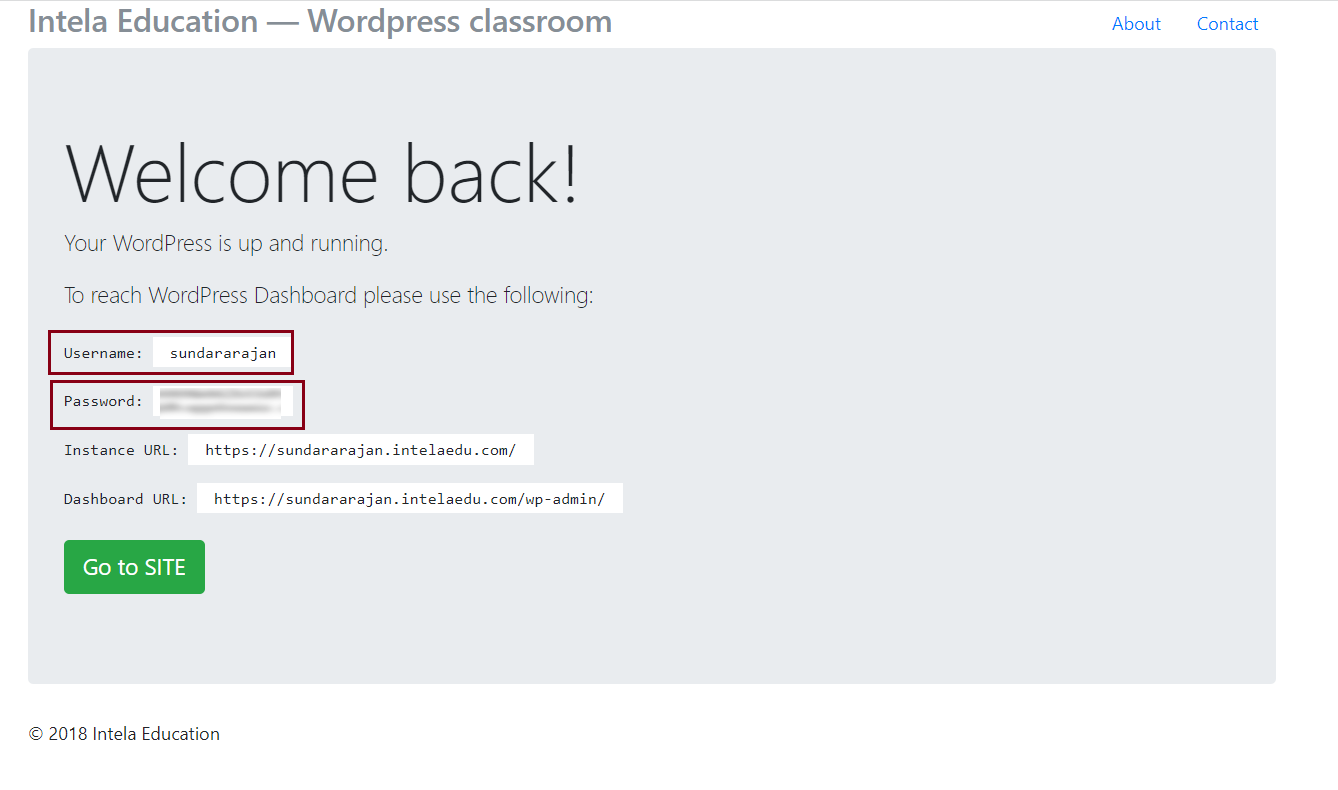 Intela Education — Wordpress classroom
About
Contact
Welcome back!
Your WordPress is up and running.
To reach WordPress Dashboard please use the following:
Username: sundararajan
Password:
Instance URL: https://sundararajan.intelaedu.com/
Dashboard URL: https://sundararajan.intelaedu.com/wp-admin/
Go to SITE
© 2018 Intela Education